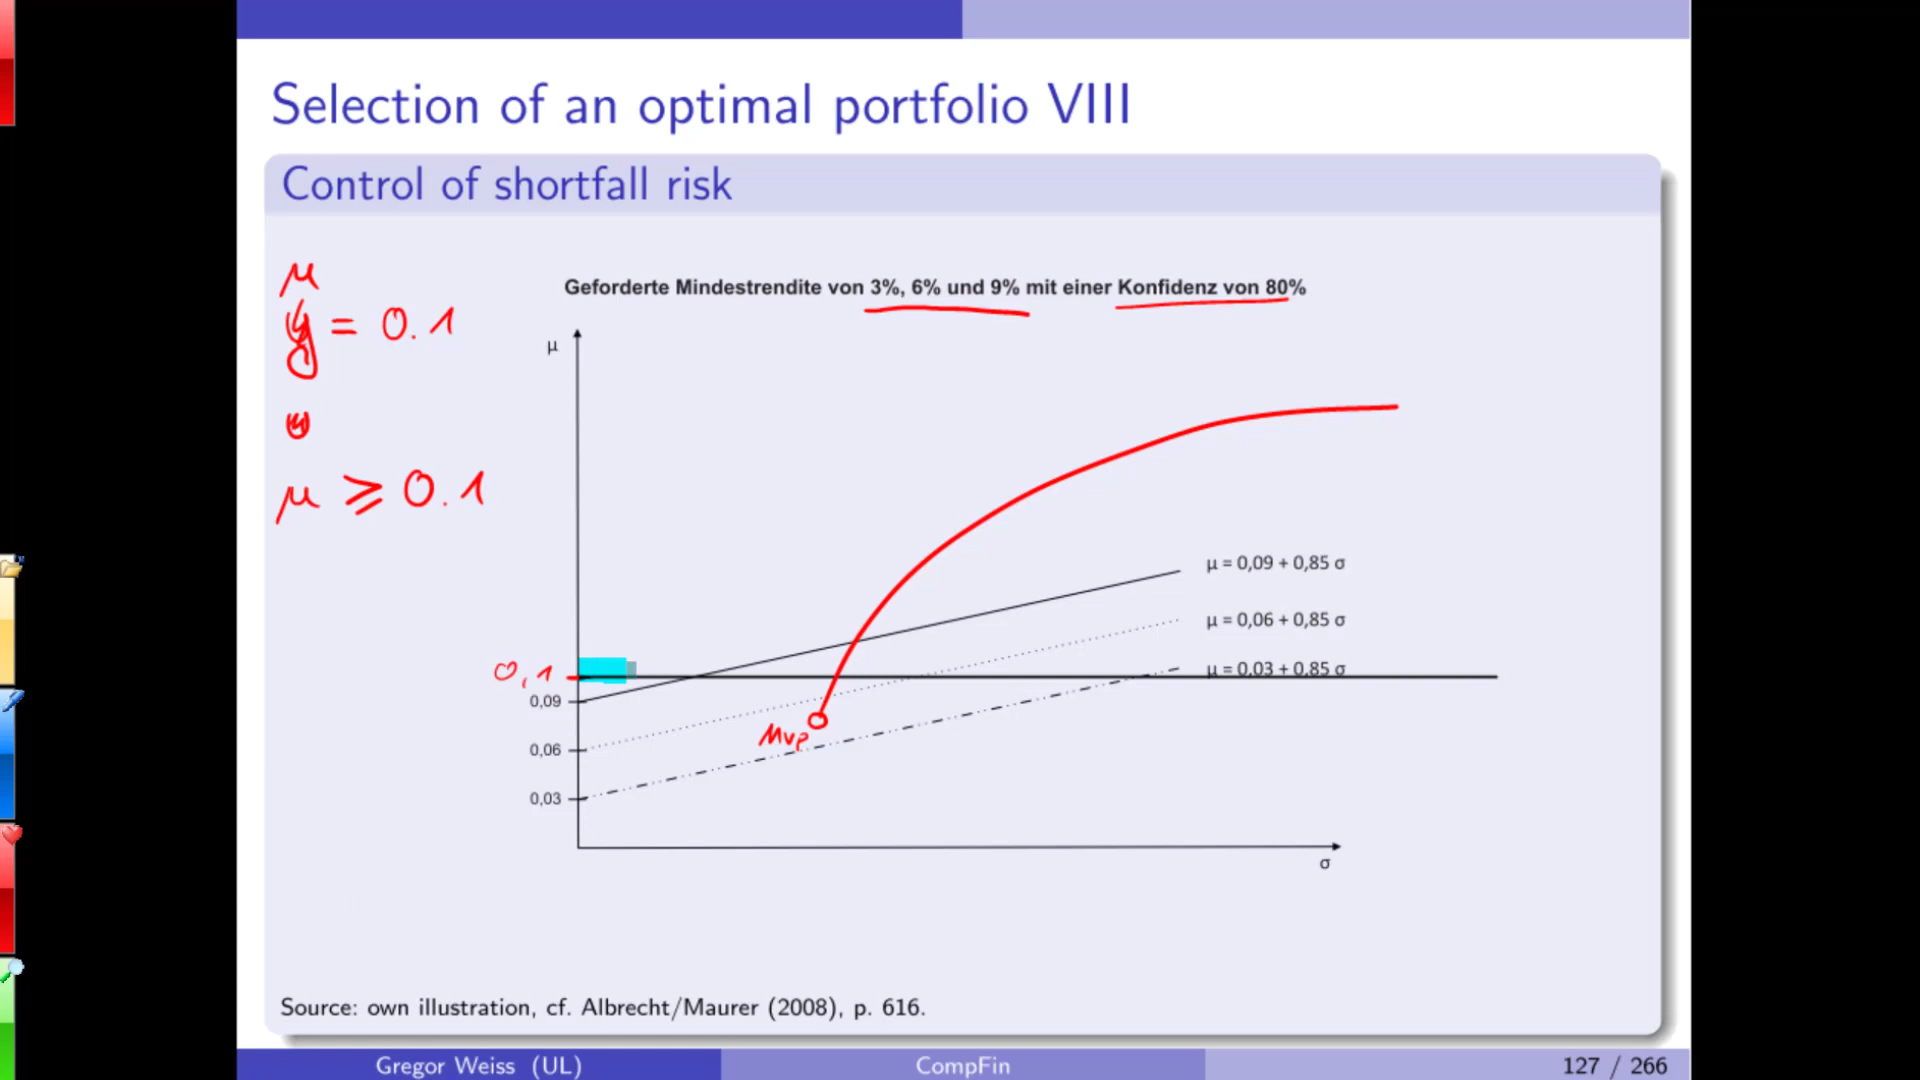 Selection of an optimal portfolio VIII
Control of shortfall risk
Geforderte Mindestrendite von 3%, 6% und 9% mit einer Konfidenz von 80%
μ
y = 0.1
μ ≥ 0.1
μ
μ = 0,09 + 0,85 σ
μ = 0,06 + 0,85 σ
μ = 0,03 + 0,85 σ
0,1
0,09
MVP
0,06
0,03
σ
Source: own illustration, cf. Albrecht/Maurer (2008), p. 616.
Gregor Weiss (UL)
CompFin
127 / 266